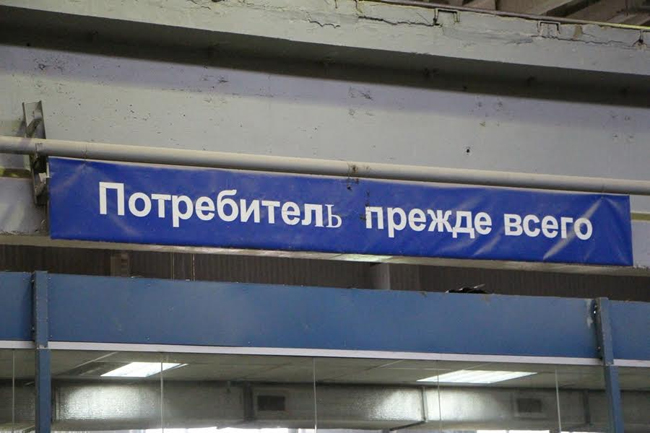 Потребитель прежде всего